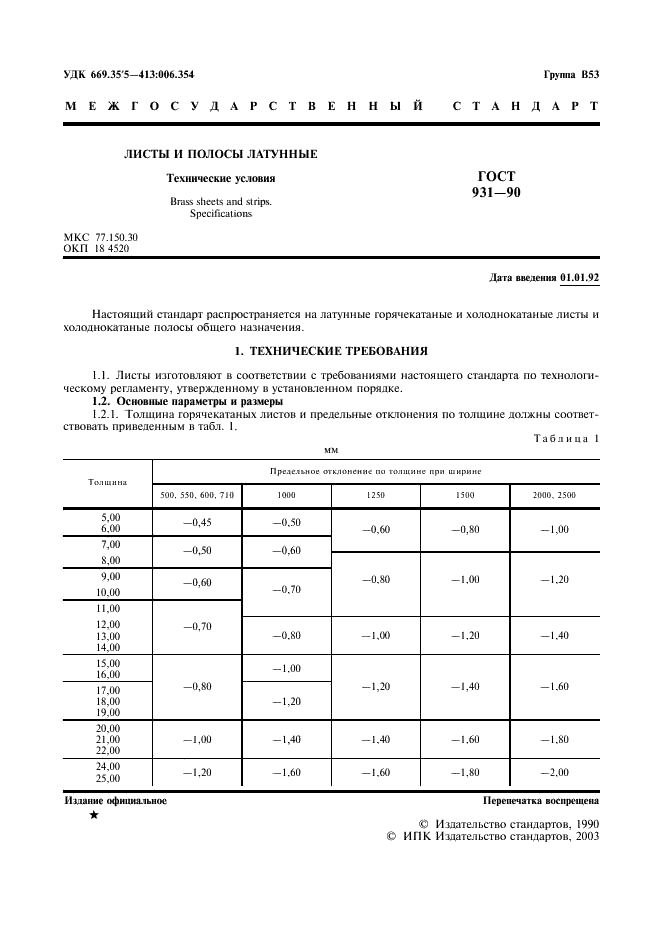 УДК 669.35′5—413:006.354 Группа В53
МЕЖГОСУДАРСТВЕННЫЙ СТАНДАРТ
ЛИСТЫ И ПОЛОСЫ ЛАТУННЫЕ
Технические условия
Brass sheets and strips.
Specifications
ГОСТ
931—90
МКС 77.150.30
ОКП 18 4520
Дата введения 01.01.92
Настоящий стандарт распространяется на латунные горячекатаные и холоднокатаные листы и
холоднокатаные полосы общего назначения.
1. ТЕХНИЧЕСКИЕ ТРЕБОВАНИЯ
1.1. Листы изготовляют в соответствии с требованиями настоящего стандарта по технологи-
ческому регламенту, утвержденному в установленном порядке.
1.2. Основные параметры и размеры
1.2.1. Толщина горячекатаных листов и предельные отклонения по толщине должны соответ-
ствовать приведенным в табл. 1.
Таблица 1
мм
Толщина
Предельное отклонение по толщине при ширине
500, 550, 600, 710 1000 1250 1500 2000, 2500
5,00
6,00
—0,45 —0,50 —0,60 —0,80 —1,00
7,00
8,00
—0,50 —0,60
9,00
10,00
—0,60 —0,70 —0,80 —1,00 —1,20
11,00
12,00
13,00
14,00
—0,70 —0,80 —1,00 —1,20 —1,40
15,00
16,00
—1,00
17,00
18,00
19,00
—0,80 —1,20 —1,20 —1,40 —1,60
20,00
21,00
22,00
—1,00 —1,40 —1,40 —1,60 —1,80
24,00
25,00
—1,20 —1,60 —1,60 —1,80 —2,00
Издание официальное Перепечатка воспрещена
★
© Издательство стандартов, 1990
© ИПК Издательство стандартов, 2003